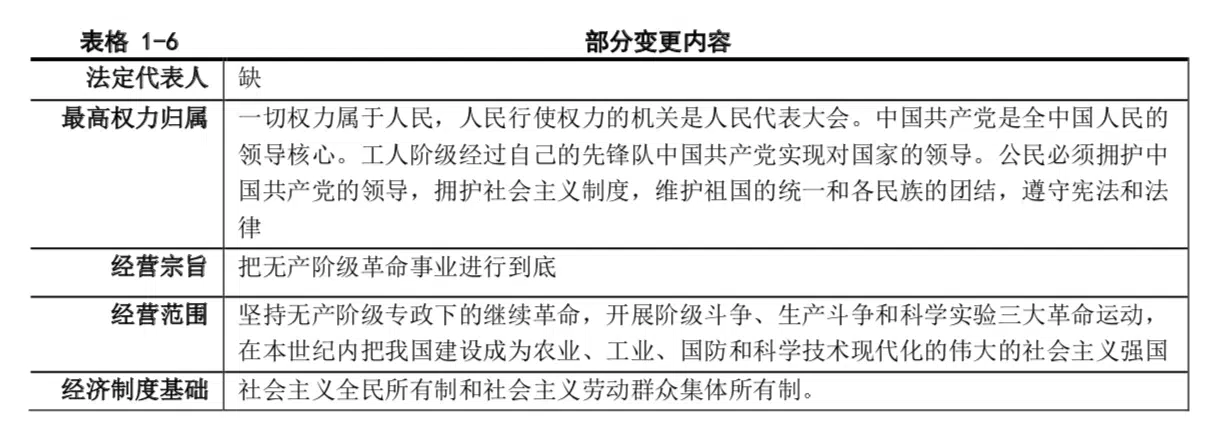 表格 1-6 部分变更内容
法定代表人 缺
最高权力归属 一切权力属于人民，人民行使权力的机关是人民代表大会。中国共产党是全中国人民的
领导核心。工人阶级经过自己的先锋队中国共产党实现对国家的领导。公民必须拥护中
国共产党的领导，拥护社会主义制度，维护祖国的统一和各民族的团结，遵守宪法和法
律
经营宗旨 把无产阶级革命事业进行到底
经营范围 坚持无产阶级专政下的继续革命，开展阶级斗争、生产斗争和科学实验三大革命运动，
在本世纪内把我国建设成为农业、工业、国防和科学技术现代化的伟大的社会主义强国
经济制度基础 社会主义全民所有制和社会主义劳动群众集体所有制。